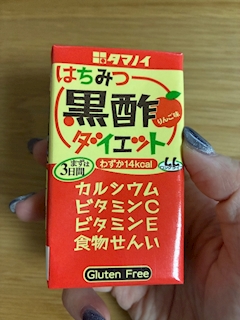 タマノイ
はちみつ
黒酢
りんご味
ダイエット
まずは
3日間
わずか14kcal
カルシウム
ビタミンC
ビタミンE
食物せんい
Gluten Free